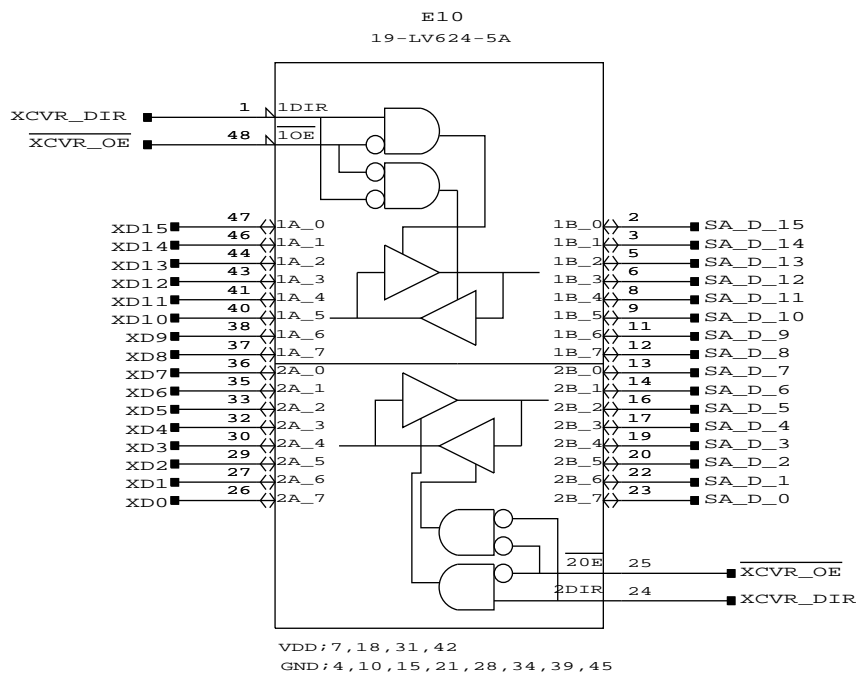 E10
19-LV624-5A
XCVR_DIR 1 1DIR
XCVR_OE 48 1OE
XD15 47 1A_0 1B_0 2 SA_D_15
XD14 46 1A_1 1B_1 3 SA_D_14
XD13 44 1A_2 1B_2 5 SA_D_13
XD12 43 1A_3 1B_3 6 SA_D_12
XD11 41 1A_4 1B_4 8 SA_D_11
XD10 40 1A_5 1B_5 9 SA_D_10
XD9 38 1A_6 1B_6 11 SA_D_9
XD8 37 1A_7 1B_7 12 SA_D_8
XD7 36 2A_0 2B_0 13 SA_D_7
XD6 35 2A_1 2B_1 14 SA_D_6
XD5 33 2A_2 2B_2 16 SA_D_5
XD4 32 2A_3 2B_3 17 SA_D_4
XD3 30 2A_4 2B_4 19 SA_D_3
XD2 29 2A_5 2B_5 20 SA_D_2
XD1 27 2A_6 2B_6 22 SA_D_1
XD0 26 2A_7 2B_7 23 SA_D_0
2OE 25 XCVR_OE
2DIR 24 XCVR_DIR
VDD;7,18,31,42
GND;4,10,15,21,28,34,39,45